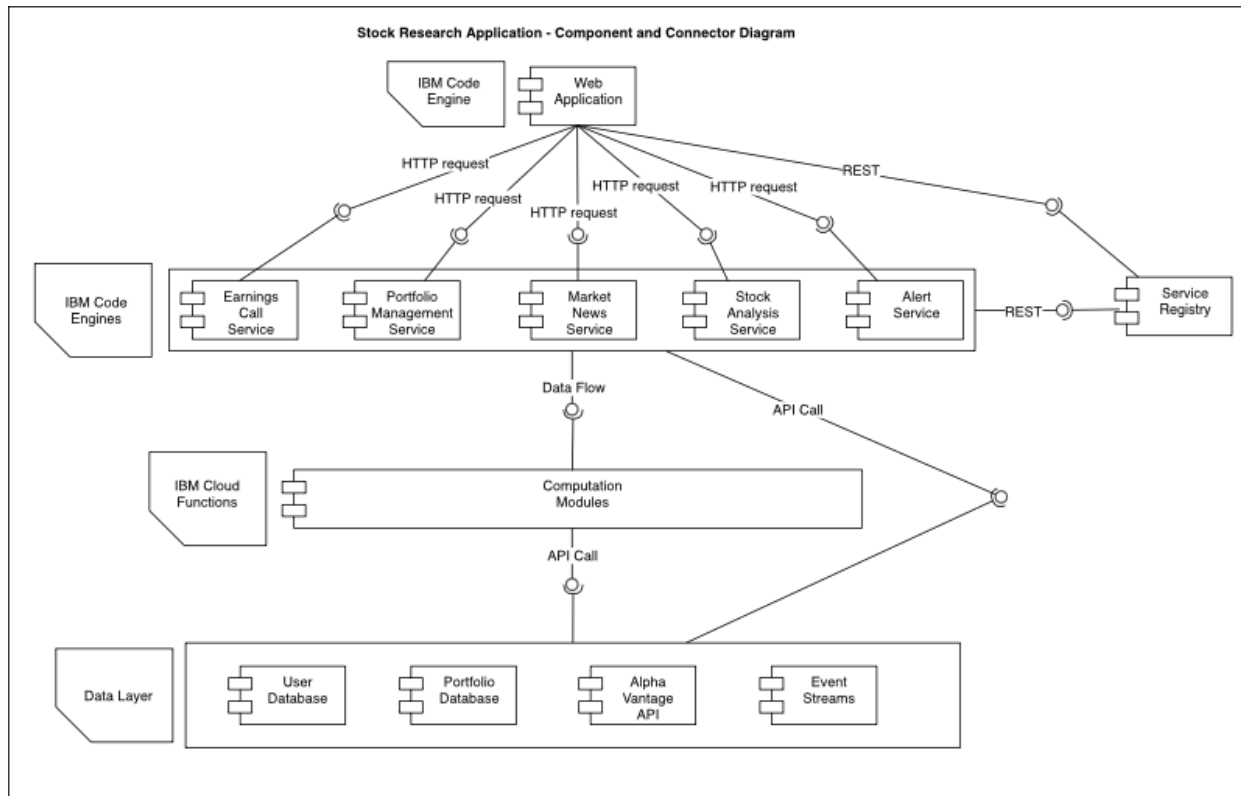 Stock Research Application - Component and Connector Diagram
IBM Code
Engine
Web
Application
HTTP request
HTTP request
HTTP request
HTTP request
HTTP request
REST
IBM Code
Engines
Earnings
Call
Service
Portfolio
Management
Service
Market
News
Service
Stock
Analysis
Service
Alert
Service
REST
Service
Registry
Data Flow
API Call
IBM Cloud
Functions
Computation
Modules
API Call
Data Layer
User
Database
Portfolio
Database
Alpha
Vantage
API
Event
Streams